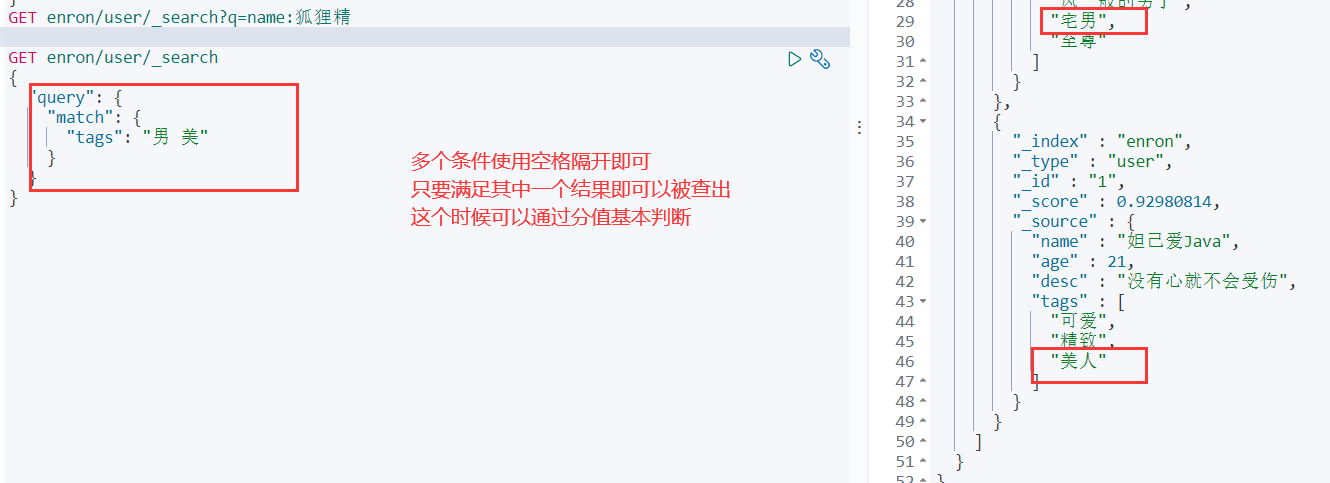 }
GET enron/user/_search?q=name:狐狸精
GET enron/user/_search
{
"query": {
"match": {
"tags": "男 美"
}
}
}
多个条件使用空格隔开即可
只要满足其中一个结果即可以被查出
这个时候可以通过分值基本判断
28
29 "宅男",
30 "至尊"
31 ]
32 }
33 },
34 {
35 "_index" : "enron",
36 "_type" : "user",
37 "_id" : "1",
38 "_score" : 0.92980814,
39 "_source" : {
40 "name" : "妲己爱Java",
41 "age" : 21,
42 "desc" : "没有心就不会受伤",
43 "tags" : [
44 "可爱",
45 "精致",
46 "美人"
47 ]
48 }
49 }
50 ]
51 }
52 }